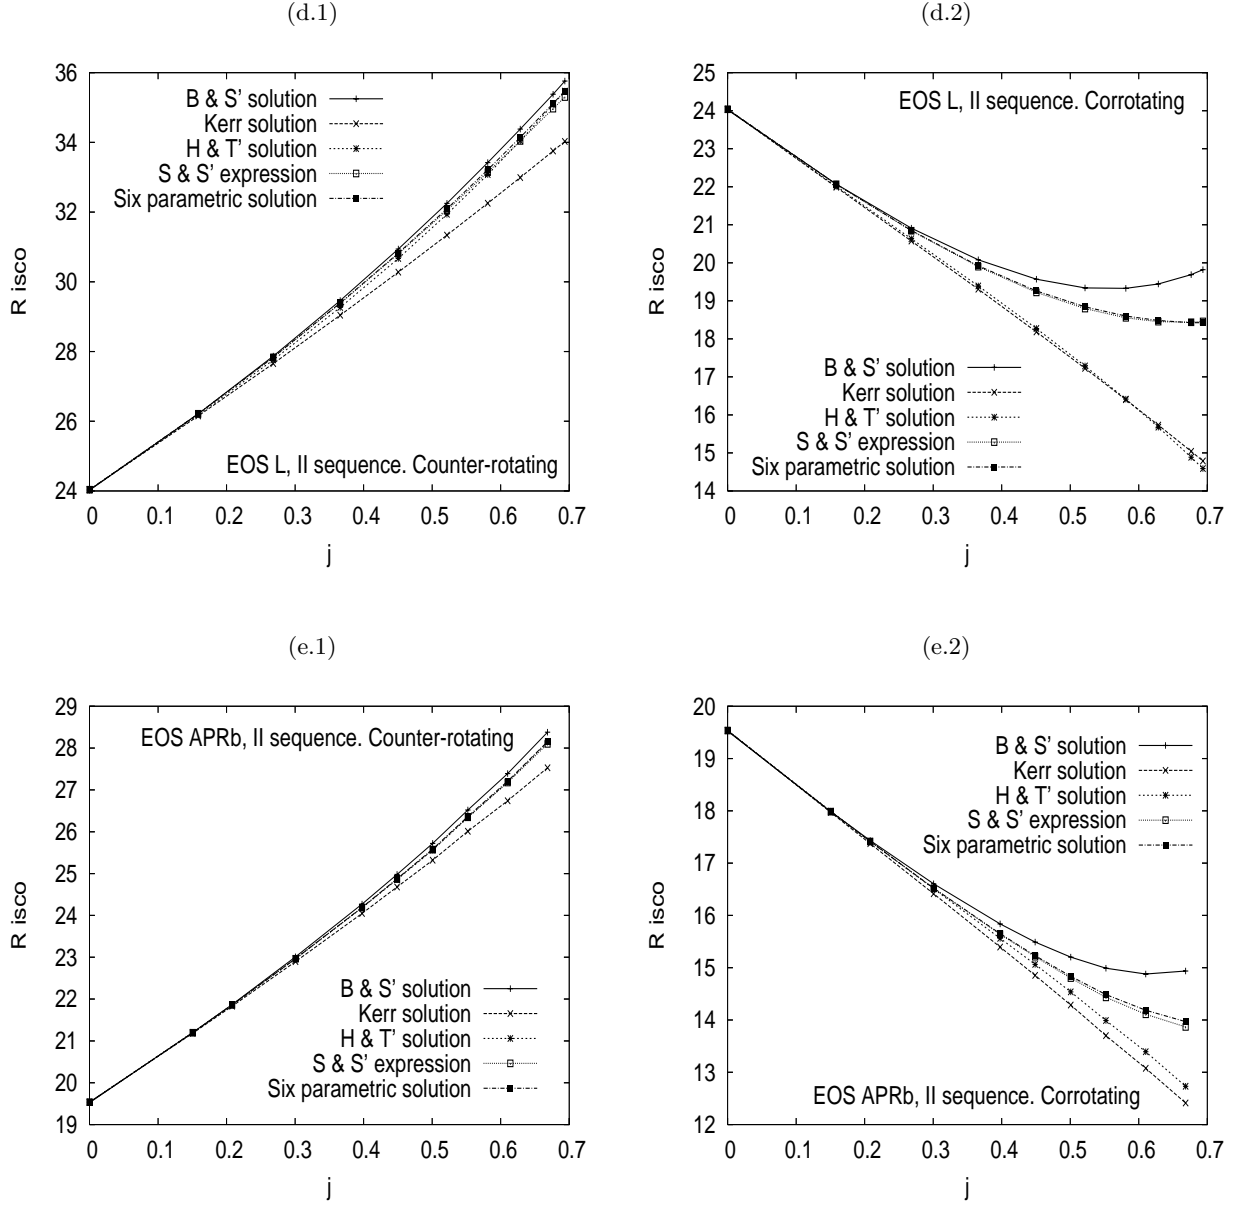 (d.1)
36
34
32
30
28
26
24
R isco
B & S' solution
Kerr solution
H & T' solution
S & S' expression
Six parametric solution
EOS L, II sequence. Counter-rotating
0 0.1 0.2 0.3 0.4 0.5 0.6 0.7
j
(d.2)
25
24
23
22
21
20
19
18
17
16
15
14
R isco
EOS L, II sequence. Corrotating
B & S' solution
Kerr solution
H & T' solution
S & S' expression
Six parametric solution
0 0.1 0.2 0.3 0.4 0.5 0.6 0.7
j
(e.1)
29
28
27
26
25
24
23
22
21
20
19
R isco
EOS APRb, II sequence. Counter-rotating
B & S' solution
Kerr solution
H & T' solution
S & S' expression
Six parametric solution
0 0.1 0.2 0.3 0.4 0.5 0.6 0.7
j
(e.2)
20
19
18
17
16
15
14
13
12
R isco
B & S' solution
Kerr solution
H & T' solution
S & S' expression
Six parametric solution
EOS APRb, II sequence. Corrotating
0 0.1 0.2 0.3 0.4 0.5 0.6 0.7
j